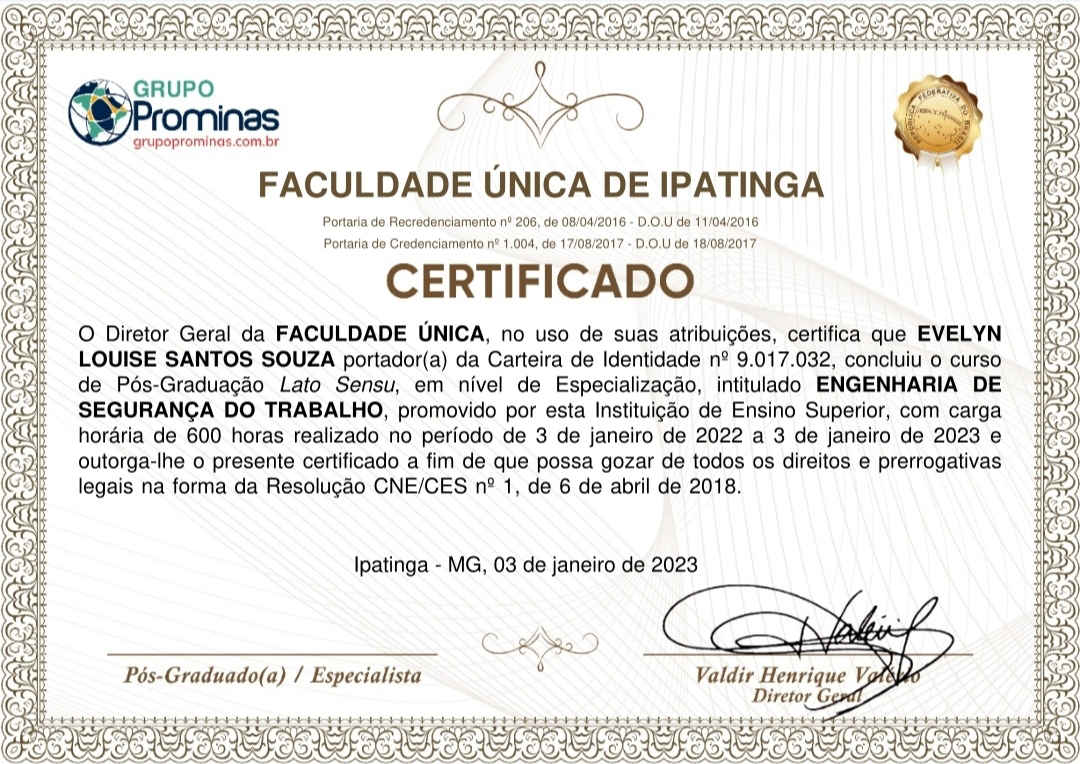 GRUPO
Prominas
grupoprominas.com.br
FACULDADE ÚNICA DE IPATINGA
Portaria de Recredenciamento nº 206, de 08/04/2016 - D.O.U de 11/04/2016
Portaria de Credenciamento nº 1.004, de 17/08/2017 - D.O.U de 18/08/2017
CERTIFICADO
O Diretor Geral da FACULDADE ÚNICA, no uso de suas atribuições, certifica que EVELYN
LOUISE SANTOS SOUZA portador(a) da Carteira de Identidade nº 9.017.032, concluiu o curso
de Pós-Graduação Lato Sensu, em nível de Especialização, intitulado ENGENHARIA DE
SEGURANÇA DO TRABALHO, promovido por esta Instituição de Ensino Superior, com carga
horária de 600 horas realizado no período de 3 de janeiro de 2022 a 3 de janeiro de 2023 e
outorga-lhe o presente certificado a fim de que possa gozar de todos os direitos e prerrogativas
legais na forma da Resolução CNE/CES nº 1, de 6 de abril de 2018.
Ipatinga - MG, 03 de janeiro de 2023
Pós-Graduado(a) / Especialista
Valdir Henrique Valério
Diretor Geral